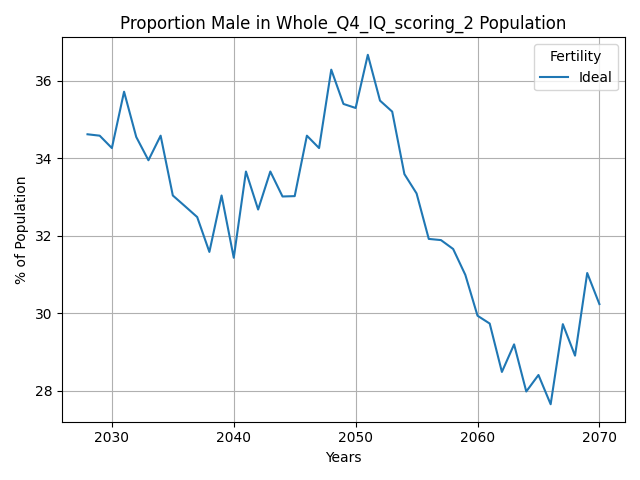 Proportion Male in Whole_Q4_IQ_scoring_2 Population
Fertility
Ideal
% of Population
36
34
32
30
28
2030 2040 2050 2060 2070
Years